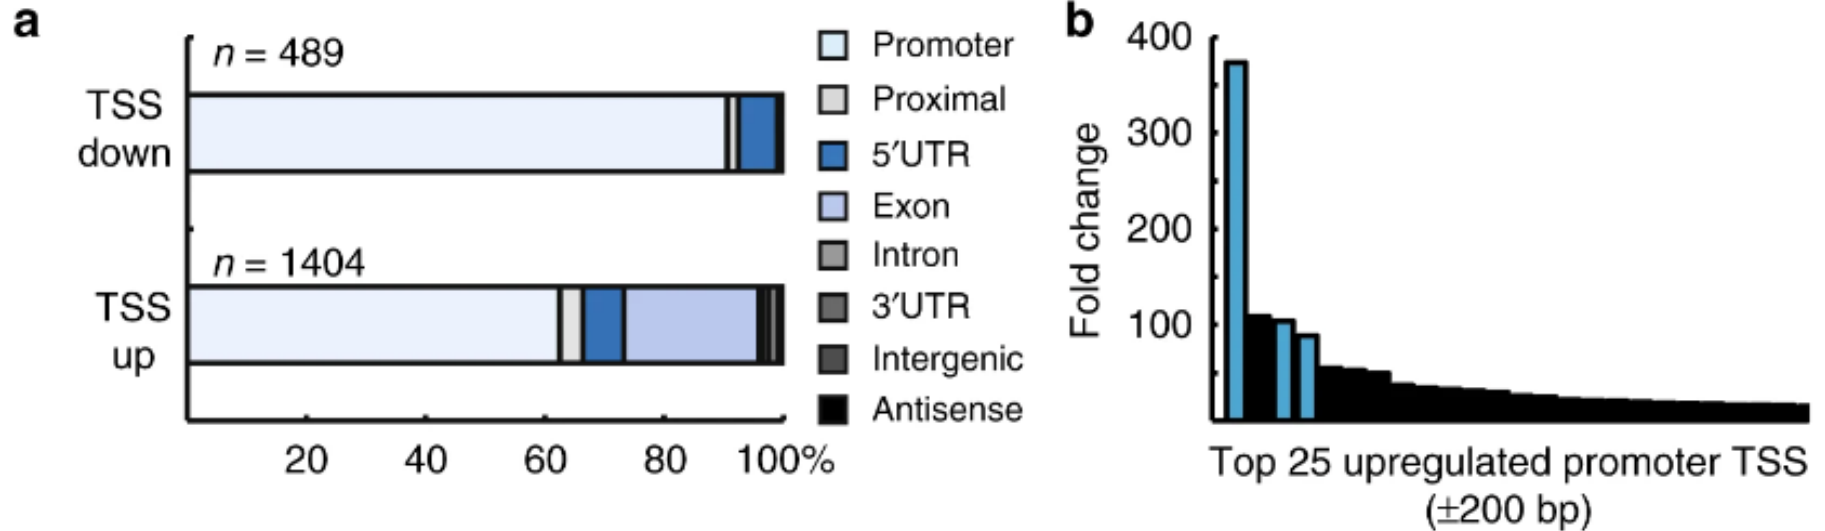 a
n = 489
TSS
down
n = 1404
TSS
up
20 40 60 80 100%
Promoter
Proximal
5′UTR
Exon
Intron
3′UTR
Intergenic
Antisense
b
Fold change
400
300
200
100
Top 25 upregulated promoter TSS
(±200 bp)